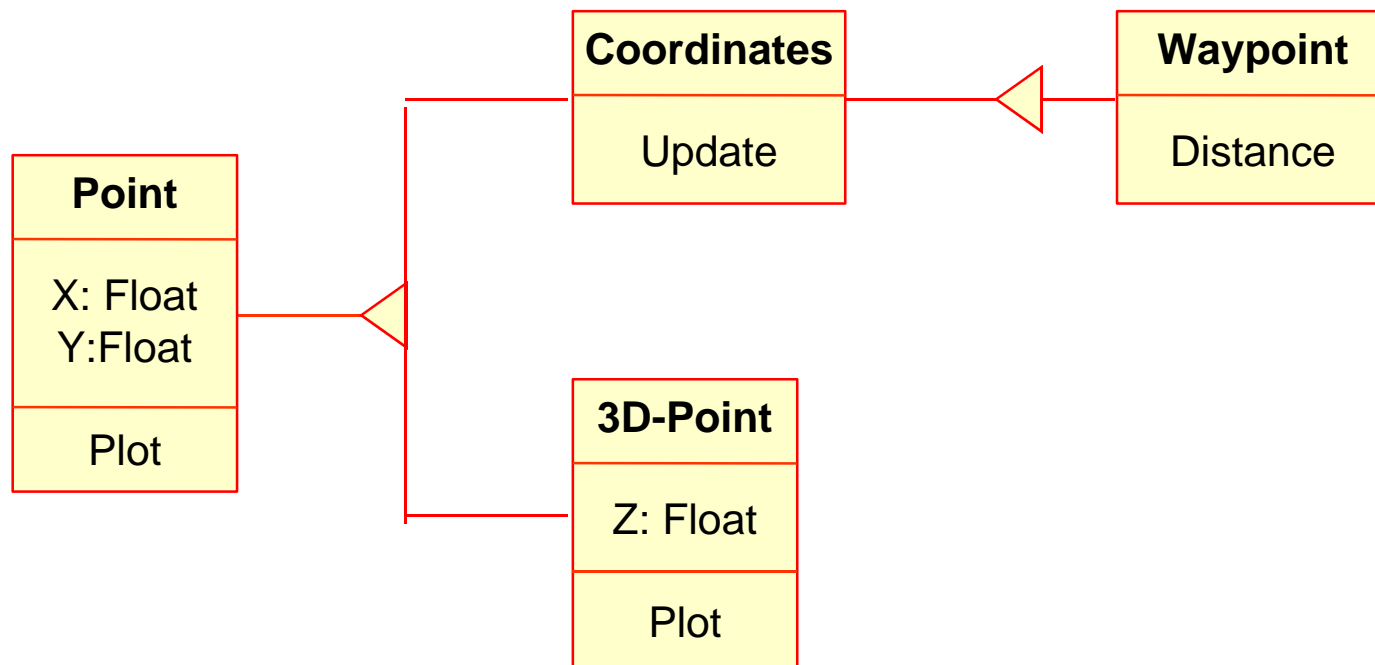 Point
X: Float
Y:Float
Plot
Coordinates
Update
Waypoint
Distance
3D-Point
Z: Float
Plot